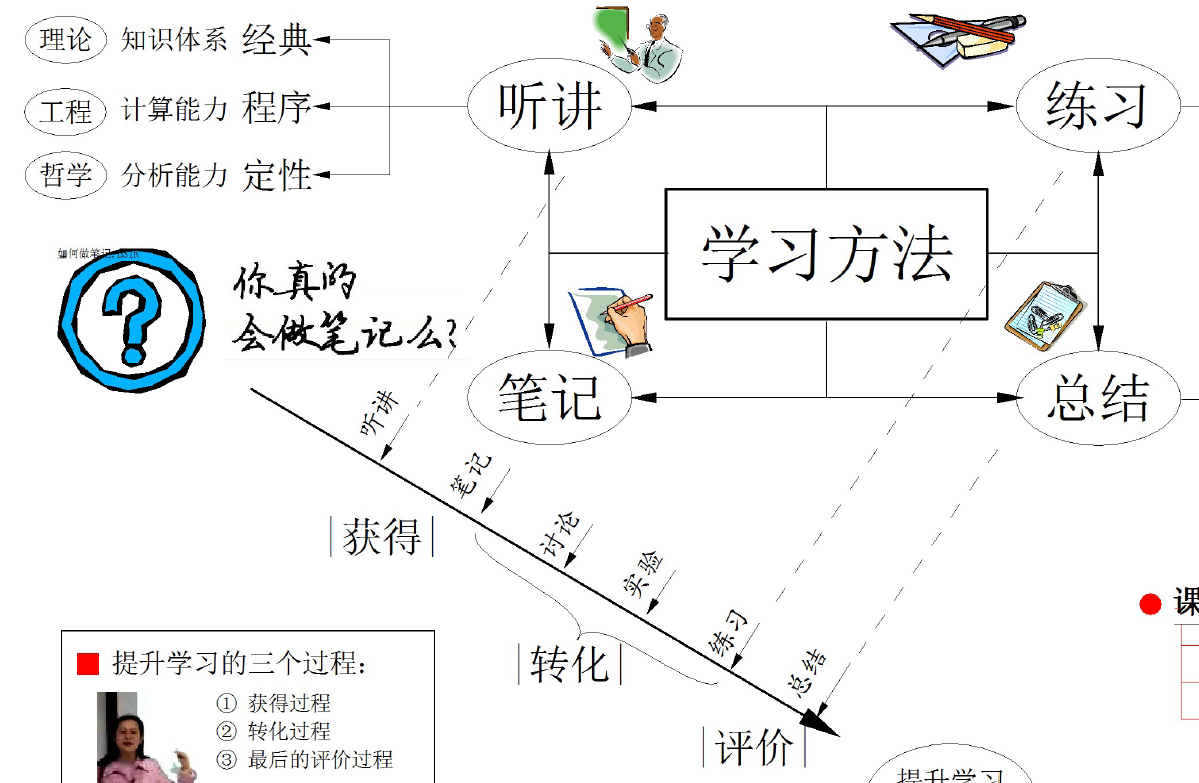 理论 知识体系 经典
工程 计算能力 程序
哲学 分析能力 定性
听讲
练习
学习方法
笔记
总结
如何做笔记
你真的
会做笔记么?
听讲
笔记
讨论
实验
练习
总结
|获得|
|转化|
|评价|
课
提升学习的三个过程:
① 获得过程
② 转化过程
③ 最后的评价过程
提升学习